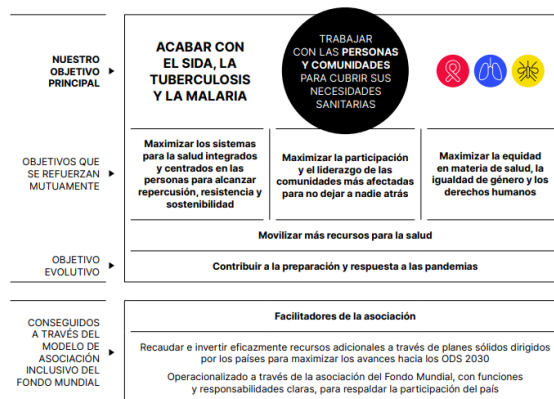 NUESTRO
OBJETIVO
PRINCIPAL
ACABAR CON
EL SIDA, LA
TUBERCULOSIS
Y LA MALARIA
TRABAJAR
CON LAS PERSONAS
Y COMUNIDADES
PARA CUBRIR SUS
NECESIDADES
SANITARIAS
OBJETIVOS QUE
SE REFUERZAN
MUTUAMENTE
Maximizar los sistemas
para la salud integrados
y centrados en las
personas para alcanzar
repercusión, resistencia y
sostenibilidad
Maximizar la participación
y el liderazgo de las
comunidades más afectadas
para no dejar a nadie atrás
Maximizar la equidad
en materia de salud, la
igualdad de género y los
derechos humanos
Movilizar más recursos para la salud
OBJETIVO
EVOLUTIVO
Contribuir a la preparación y respuesta a las pandemias
CONSEGUIDOS
A TRAVÉS DEL
MODELO DE
ASOCIACIÓN
INCLUSIVO DEL
FONDO MUNDIAL
Facilitadores de la asociación
Recaudar e invertir eficazmente recursos adicionales a través de planes sólidos dirigidos
por los países para maximizar los avances hacia los ODS 2030
Operacionalizado a través de la asociación del Fondo Mundial, con funciones
y responsabilidades claras, para respaldar la participación del país